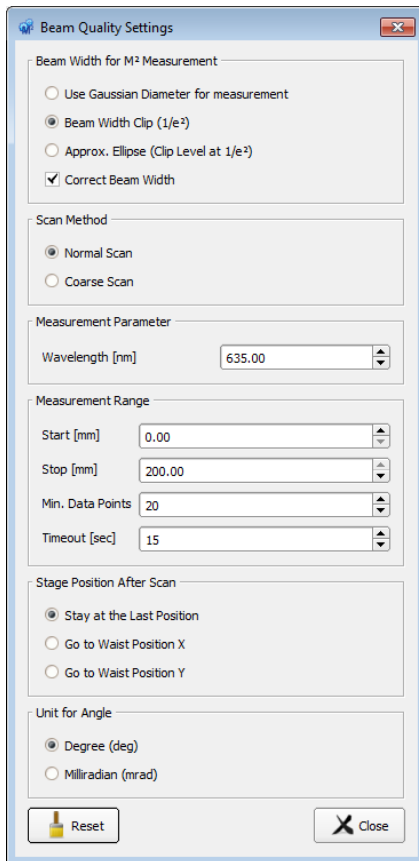 Beam Quality Settings
Beam Width for M² Measurement
Use Gaussian Diameter for measurement
Beam Width Clip (1/e²)
Approx. Ellipse (Clip Level at 1/e²)
Correct Beam Width
Scan Method
Normal Scan
Coarse Scan
Measurement Parameter
Wavelength [nm] 635.00
Measurement Range
Start [mm] 0.00
Stop [mm] 200.00
Min. Data Points 20
Timeout [sec] 15
Stage Position After Scan
Stay at the Last Position
Go to Waist Position X
Go to Waist Position Y
Unit for Angle
Degree (deg)
Milliradian (mrad)
Reset Close